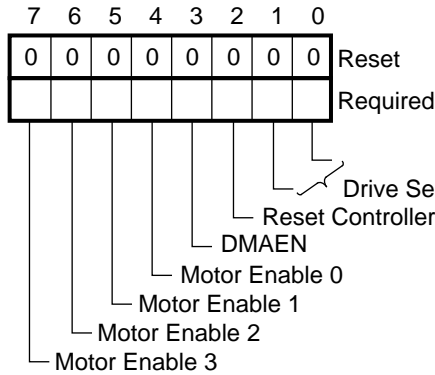 7 6 5 4 3 2 1 0
0 0 0 0 0 0 0 0 Reset
Required
Drive Se
Reset Controller
DMAEN
Motor Enable 0
Motor Enable 1
Motor Enable 2
Motor Enable 3